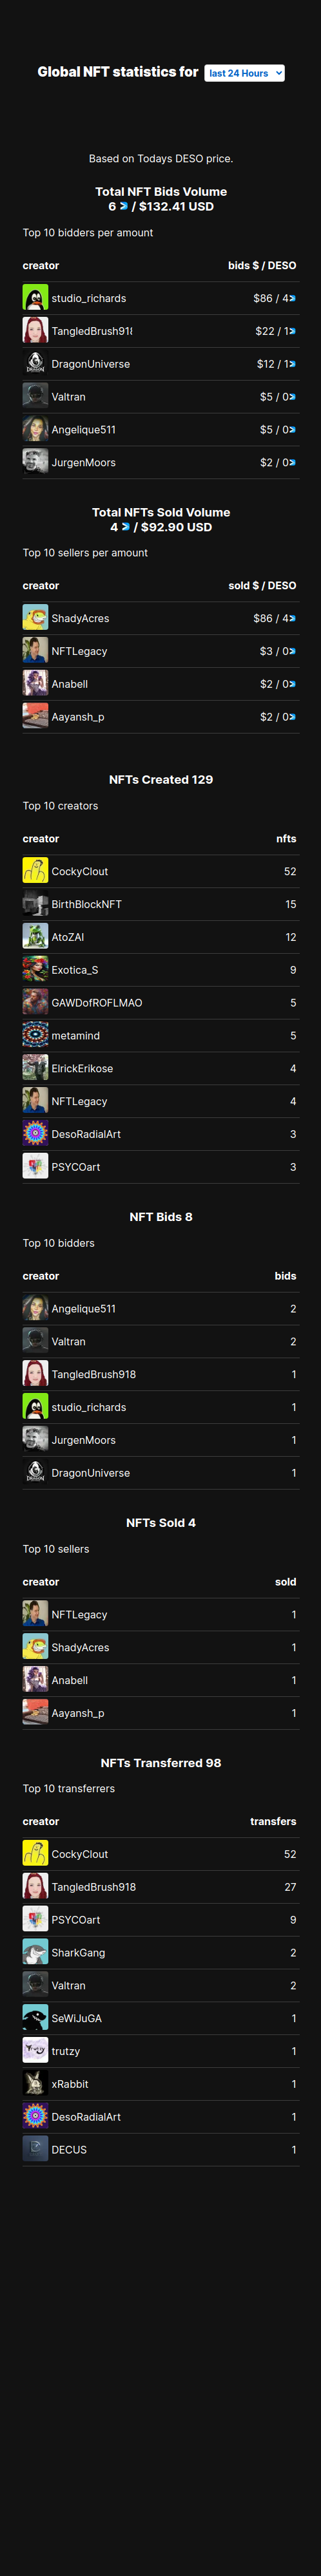 Global NFT statistics for last 24 Hours
Based on Todays DESO price.
Total NFT Bids Volume
6 / $132.41 USD
Top 10 bidders per amount
creator bids $ / DESO
studio_richards $86 / 4
TangledBrush918 $22 / 1
DragonUniverse $12 / 1
Valtran $5 / 0
Angelique511 $5 / 0
JurgenMoors $2 / 0
Total NFTs Sold Volume
4 / $92.90 USD
Top 10 sellers per amount
creator sold $ / DESO
ShadyAcres $86 / 4
NFTLegacy $3 / 0
Anabell $2 / 0
Aayansh_p $2 / 0
NFTs Created 129
Top 10 creators
creator nfts
CockyClout 52
BirthBlockNFT 15
AtoZAI 12
Exotica_S 9
GAWDofROFLMAO 5
metamind 5
ElrickErikose 4
NFTLegacy 4
DesoRadialArt 3
PSYCOart 3
NFT Bids 8
Top 10 bidders
creator bids
Angelique511 2
Valtran 2
TangledBrush918 1
studio_richards 1
JurgenMoors 1
DragonUniverse 1
NFTs Sold 4
Top 10 sellers
creator sold
NFTLegacy 1
ShadyAcres 1
Anabell 1
Aayansh_p 1
NFTs Transferred 98
Top 10 transferrers
creator transfers
CockyClout 52
TangledBrush918 27
PSYCOart 9
SharkGang 2
Valtran 2
SeWiJuGA 1
trutzy 1
xRabbit 1
DesoRadialArt 1
DECUS 1